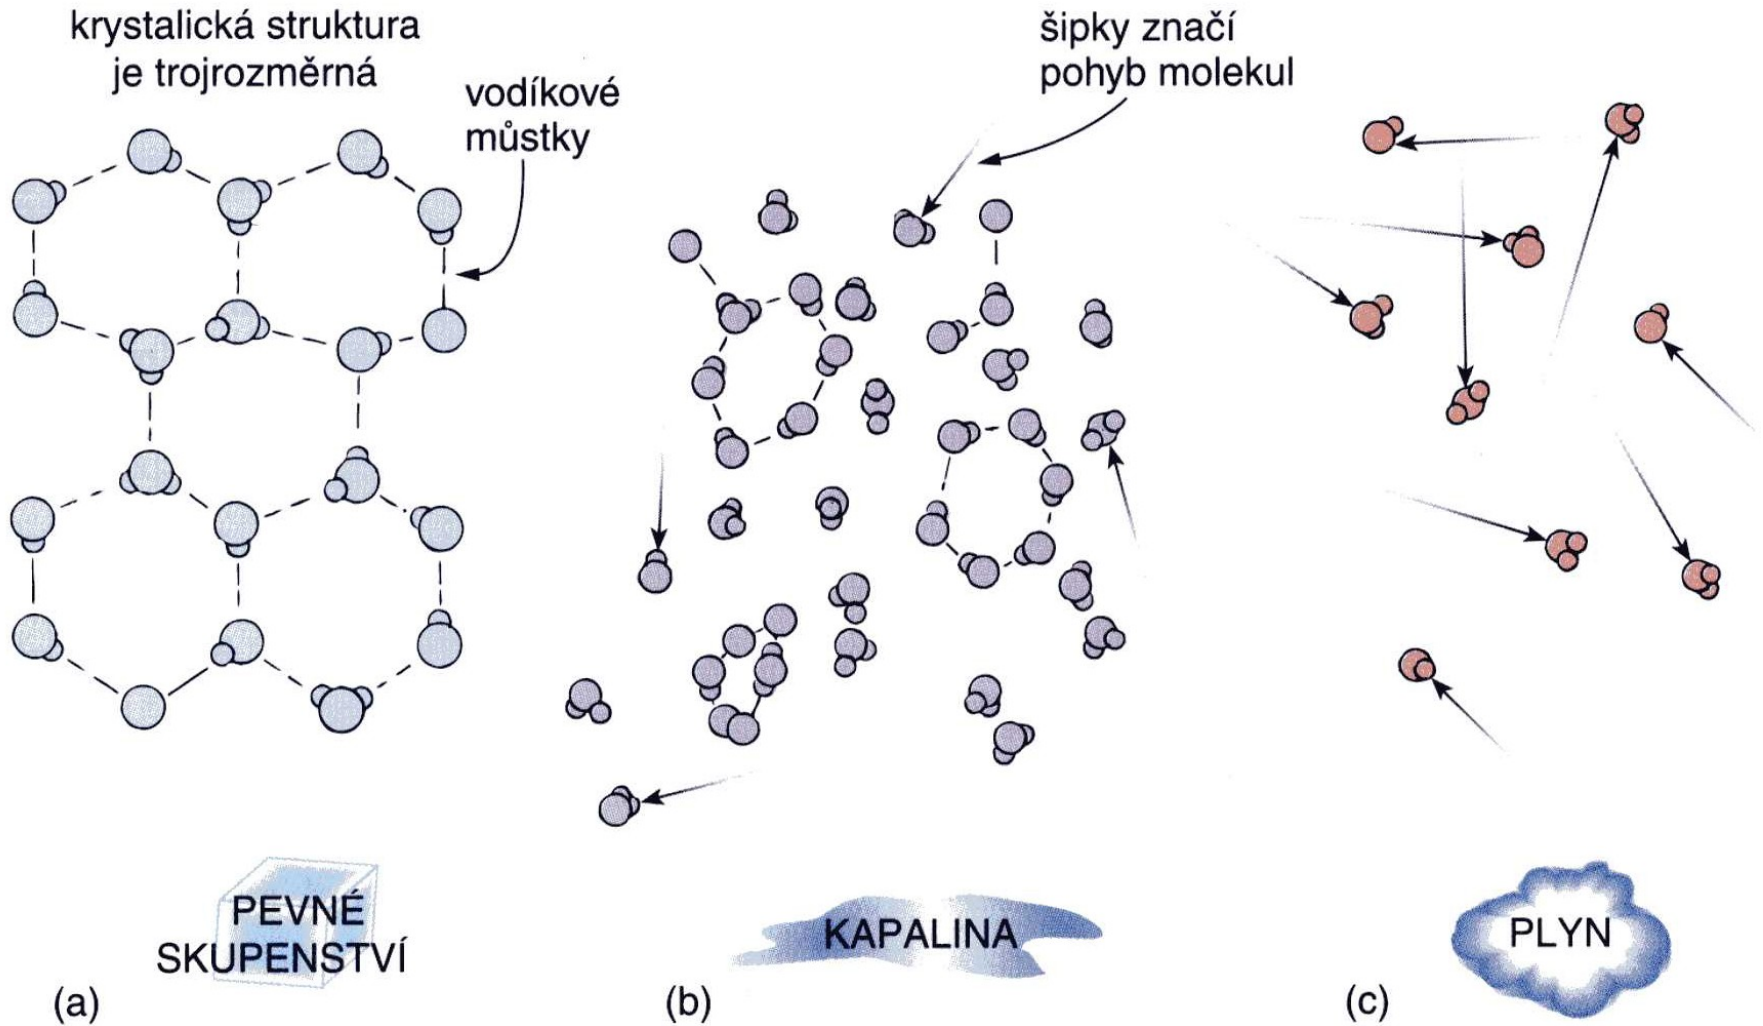 krystalická struktura
je trojrozměrná
vodíkové
můstky
šipky značí
pohyb molekul
PEVNÉ
SKUPENSTVÍ
KAPALINA
PLYN
(a)
(b)
(c)